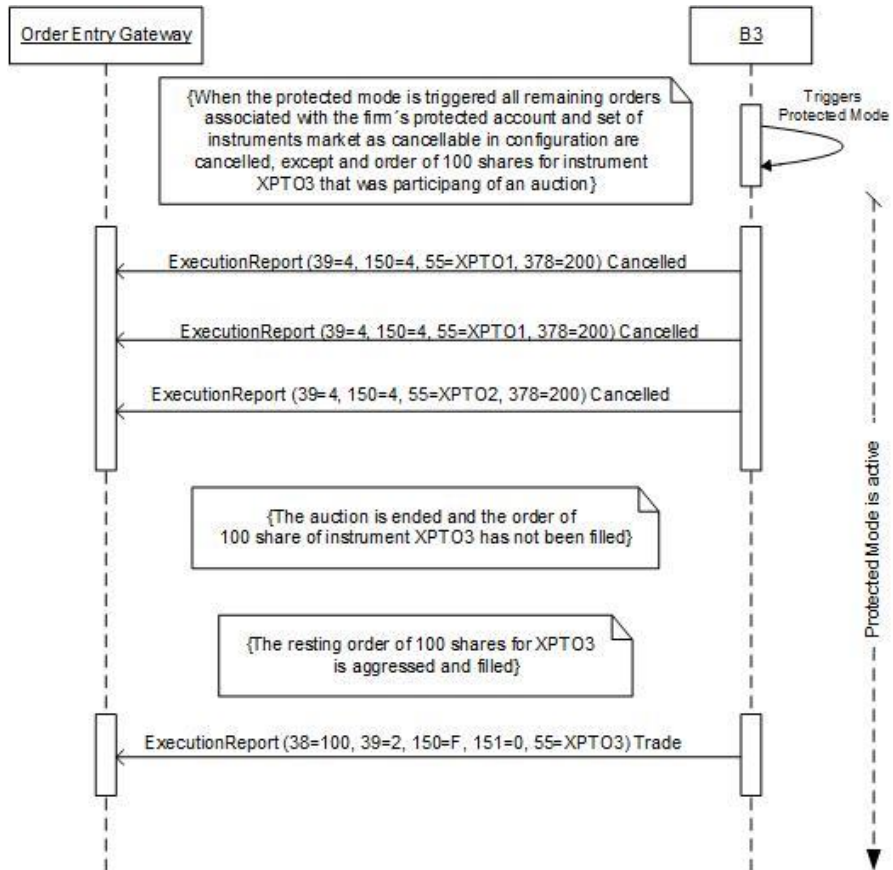 Order Entry Gateway
B3
{When the protected mode is triggered all remaining orders
associated with the firm´s protected account and set of
instruments market as cancellable in configuration are
cancelled, except and order of 100 shares for instrument
XPTO3 that was participang of an auction}
Triggers
Protected Mode
ExecutionReport (39=4, 150=4, 55=XPTO1, 378=200) Cancelled
ExecutionReport (39=4, 150=4, 55=XPTO1, 378=200) Cancelled
ExecutionReport (39=4, 150=4, 55=XPTO2, 378=200) Cancelled
{The auction is ended and the order of
100 share of instrument XPTO3 has not been filled}
{The resting order of 100 shares for XPTO3
is aggressed and filled}
ExecutionReport (38=100, 39=2, 150=F, 151=0, 55=XPTO3) Trade
Protected Mode is active